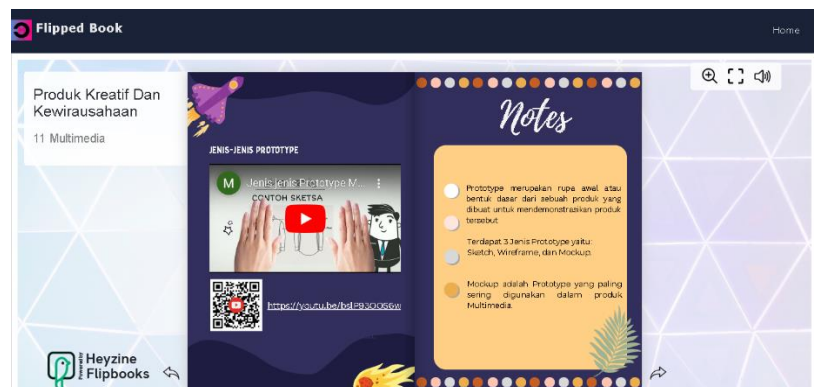 Flipped Book
Home
Produk Kreatif Dan
Kewirausahaan
11 Multimedia
JENIS-JENIS PROTOTYPE
M
Jenis Jenis Prototype M...
CONTOH SKETSA
https://youtu.be/bslP93OOS6w
Notes
Prototype merupakan rupa awal atau
bentuk dasar dari sebuah produk yang
dibuat untuk mendemonstrasikan produk
tersebut
Terdapat 3 Jenis Prototype yaitu:
Sketch, Wireframe, dan Mockup.
Mockup adalah Prototype yang paling
sering digunakan dalam produk
Multimedia.
Powered by
Heyzine
Flipbooks